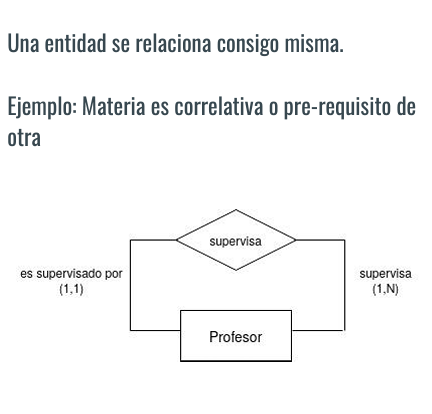 Una entidad se relaciona consigo misma.
Ejemplo: Materia es correlativa o pre-requisito de
otra
supervisa
es supervisado por
(1,1)
supervisa
(1,N)
Profesor